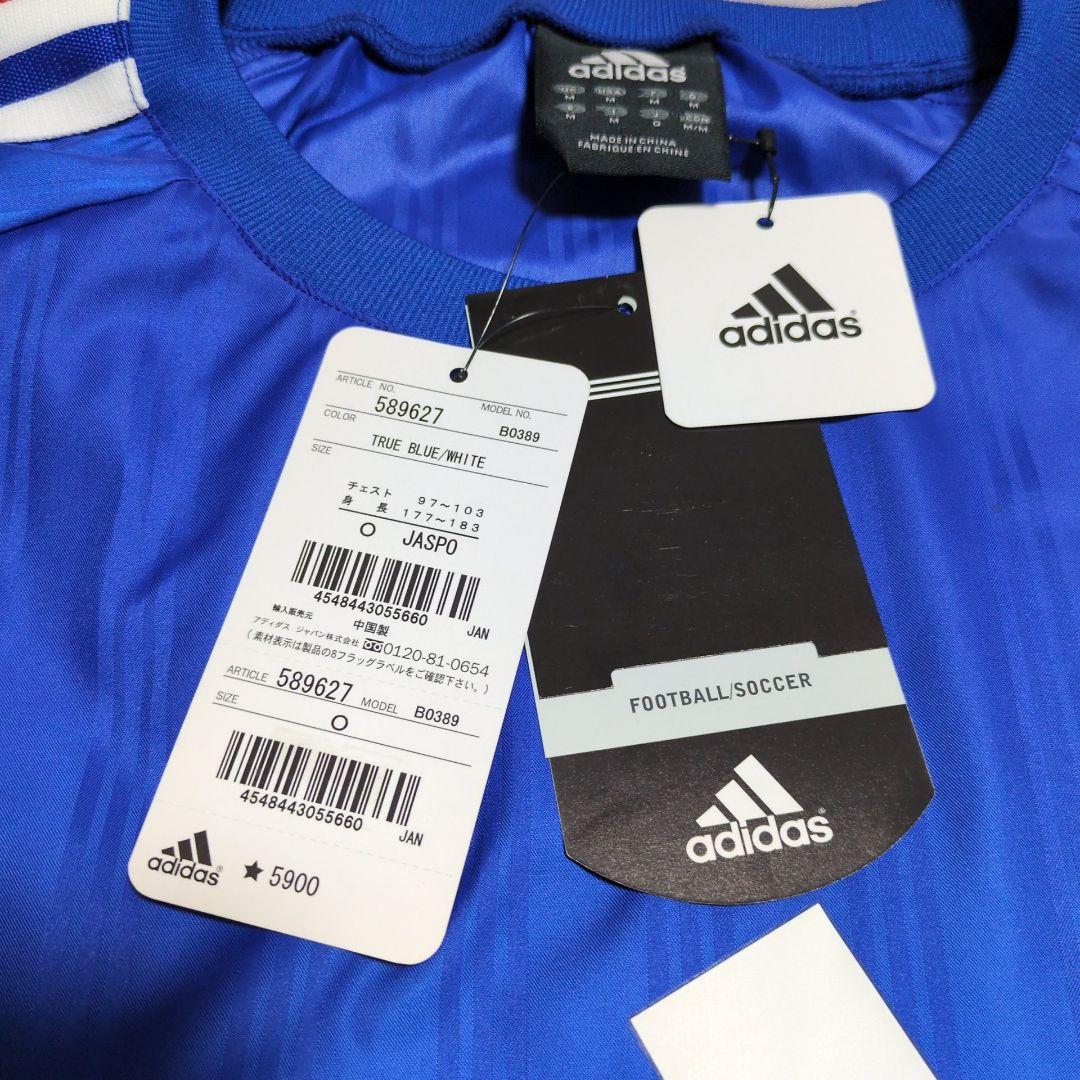 adidas
UK USA F D
M M M M
E I J CDN
M M O M/M
MADE IN CHINA
FABRIQUE EN CHINE
adidas
ARTICLE NO. 589627 MODEL NO. B0389
COLOR TRUE BLUE/WHITE
SIZE
チェスト 97～103
身 長 177～183
O JASPO
4548443055660 JAN
輸入販売元 中国製
アディダス ジャパン株式会社 0120-81-0654
(素材表示は製品の8フラッグラベルをご確認下さい。)
ARTICLE 589627 MODEL B0389
SIZE O
4548443055660 JAN
adidas ★5900
FOOTBALL/SOCCER
adidas